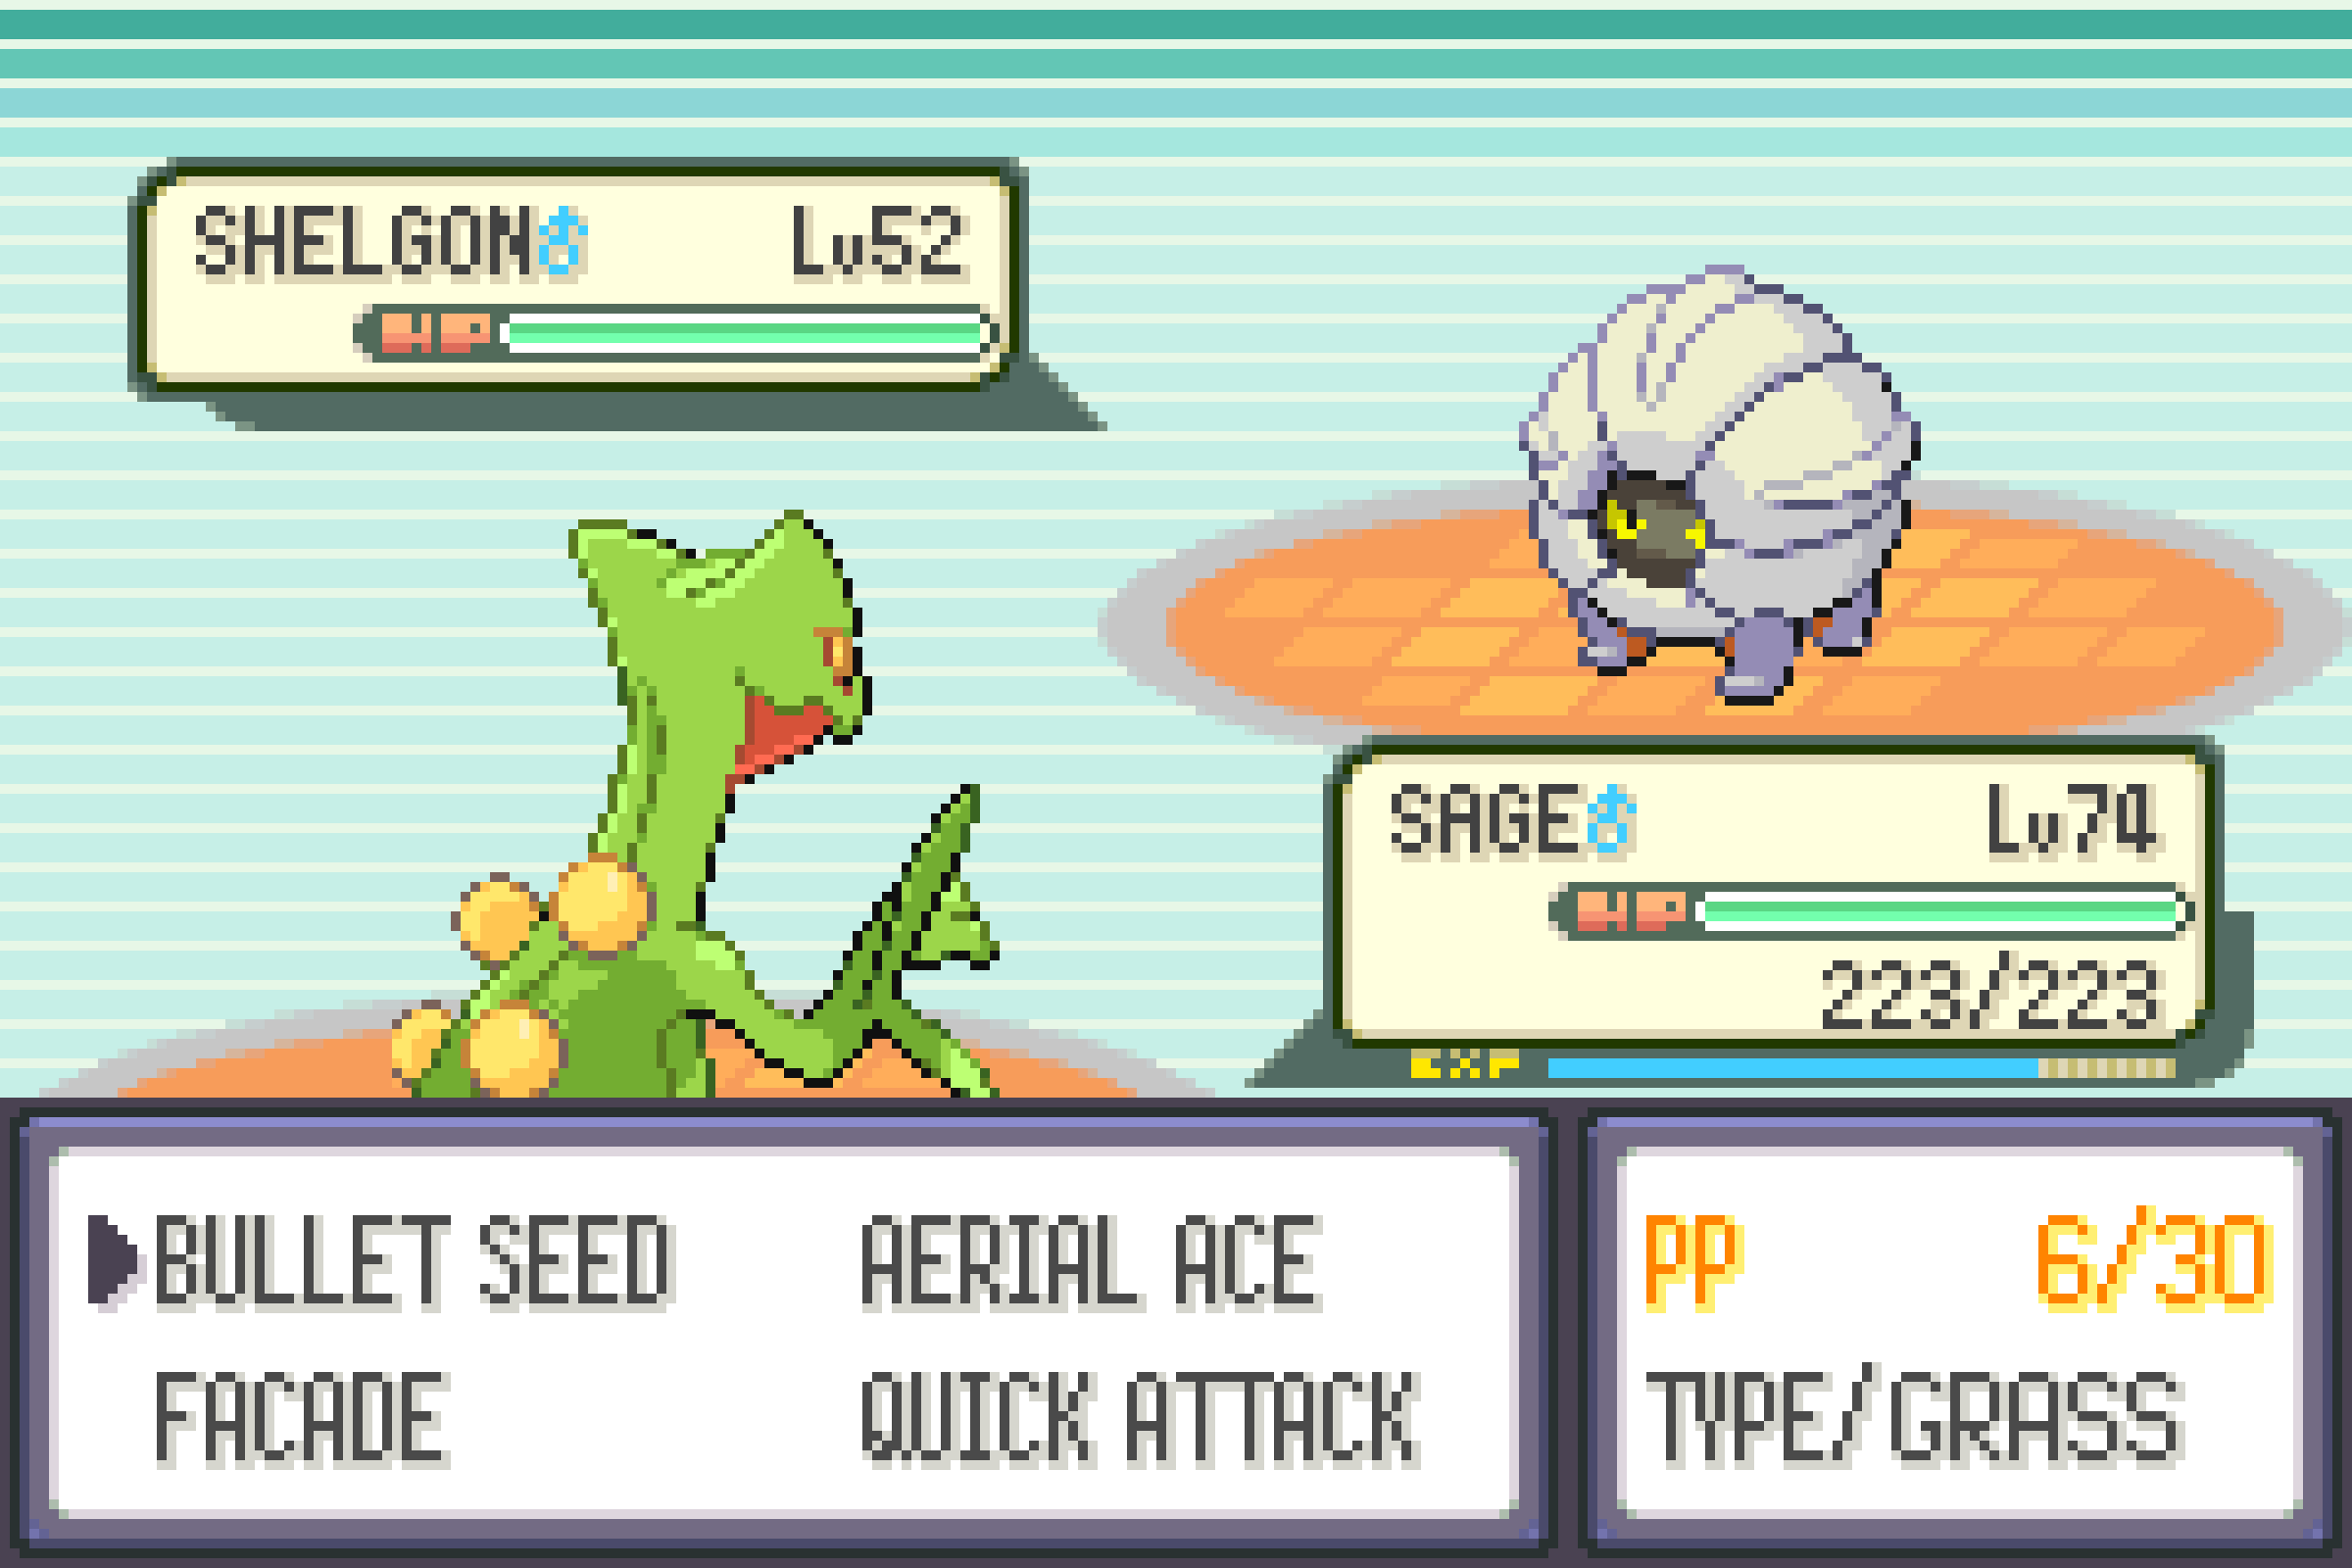 SHELGON♂ Lv52
HP
SAGE♂ Lv74
HP
223/223
EXP
BULLET SEED AERIAL ACE
FACADE QUICK ATTACK
PP 6/30
TYPE/GRASS